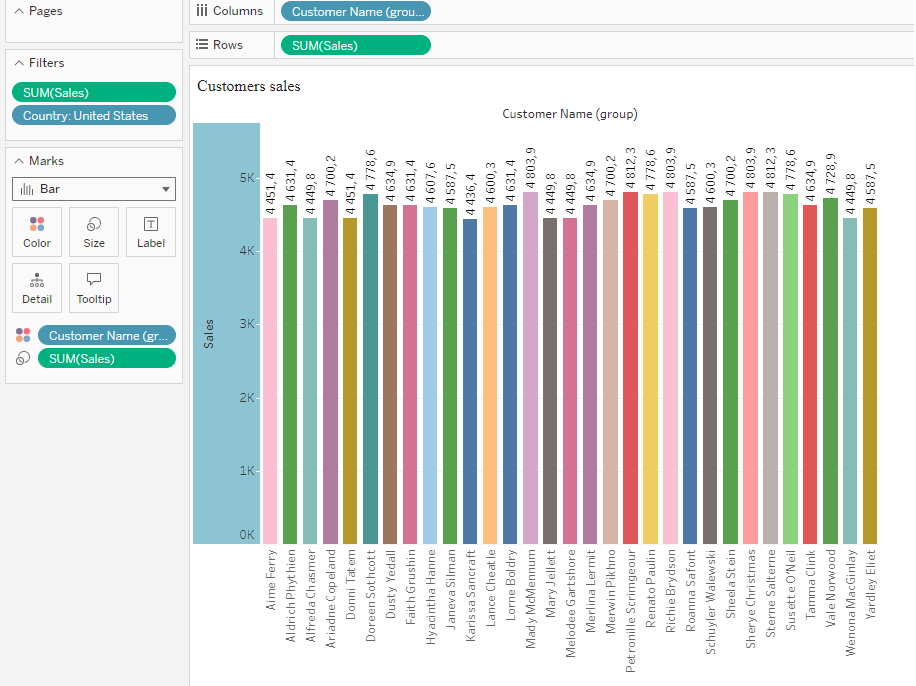 Pages
Columns
Customer Name (grou...
Rows
SUM(Sales)
Filters
SUM(Sales)
Country: United States
Marks
Bar
Color
Size
Label
Detail
Tooltip
Customer Name (gr...
SUM(Sales)
Customers sales
Customer Name (group)
Sales
5K
4K
3K
2K
1K
0K
4 451,4
4 631,4
4 449,8
4 700,2
4 451,4
4 778,6
4 634,9
4 631,4
4 607,6
4 587,5
4 436,4
4 600,3
4 631,4
4 803,9
4 449,8
4 449,8
4 634,9
4 700,2
4 812,3
4 778,6
4 803,9
4 587,5
4 600,3
4 700,2
4 803,9
4 812,3
4 778,6
4 634,9
4 728,9
4 449,8
4 587,5
Aime Ferry
Aldrich Phythien
Alfreda Chasmer
Ariadne Copeland
Donni Tatem
Doreen Sothcott
Dusty Yedall
Faith Grushin
Hyacintha Hanne
Janeva Silman
Karissa Sancraft
Lance Cheatle
Lorne Boldry
Mady McMennum
Mary Jellett
Melode Gartshore
Merlina Lermit
Merwin Pikhno
Petronille Scrimgeour
Renato Paulin
Richie Brydson
Roanna Safont
Schuyler Walewski
Sheela Stein
Sherye Christmas
Sterne Salterne
Susette O'Neil
Tamma Clink
Vale Norwood
Wenona MacGinlay
Yardley Eliet